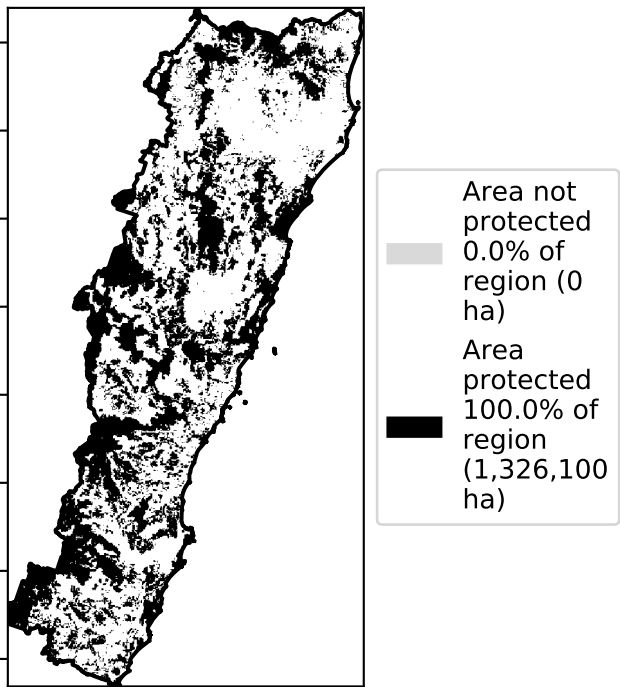 Area not
protected
0.0% of
region (0
ha)
Area
protected
100.0% of
region
(1,326,100
ha)